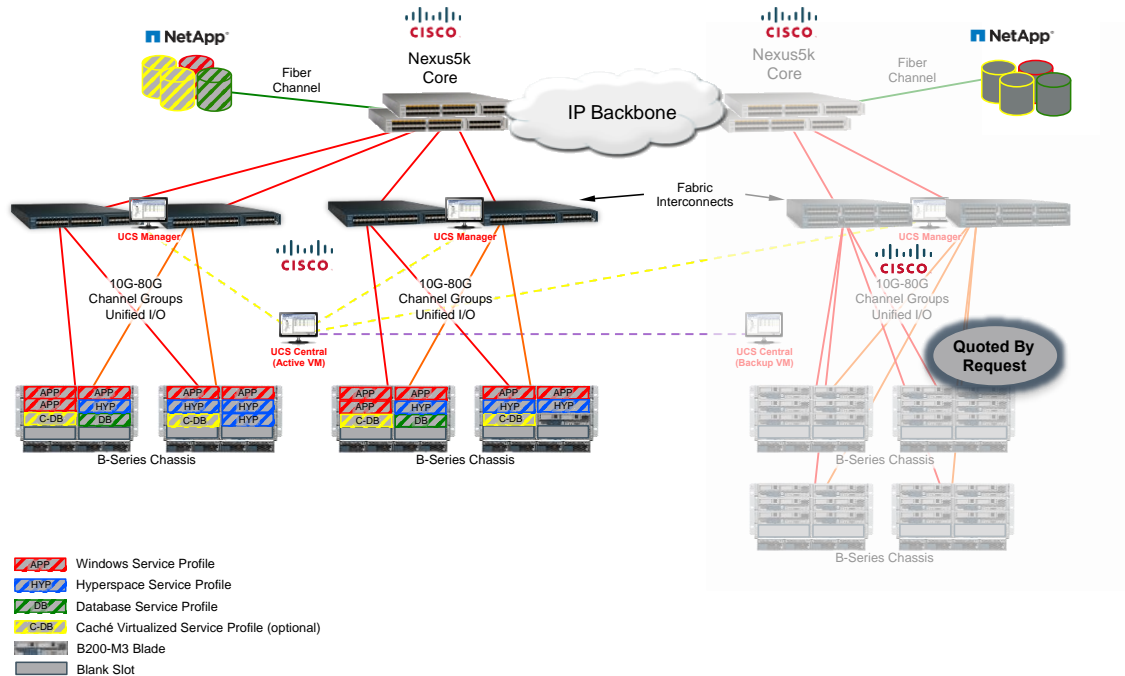 CISCO
CISCO
NetApp®
NetApp®
Nexus5k
Core
Nexus5k
Core
Fiber
Channel
Fiber
Channel
IP Backbone
Fabric
Interconnects
UCS Manager
UCS Manager
UCS Manager
CISCO
CISCO
10G-80G
Channel Groups
Unified I/O
10G-80G
Channel Groups
Unified I/O
10G-80G
Channel Groups
Unified I/O
UCS Central
(Active VM)
UCS Central
(Backup VM)
Quoted By
Request
APP
APP
APP
HYP
C-DB
DB
APP
APP
HYP
HYP
C-DB
HYP
APP
APP
APP
HYP
C-DB
DB
APP
APP
HYP
HYP
C-DB
B-Series Chassis
B-Series Chassis
B-Series Chassis
B-Series Chassis
APP Windows Service Profile
HYP Hyperspace Service Profile
DB Database Service Profile
C-DB Caché Virtualized Service Profile (optional)
B200-M3 Blade
Blank Slot